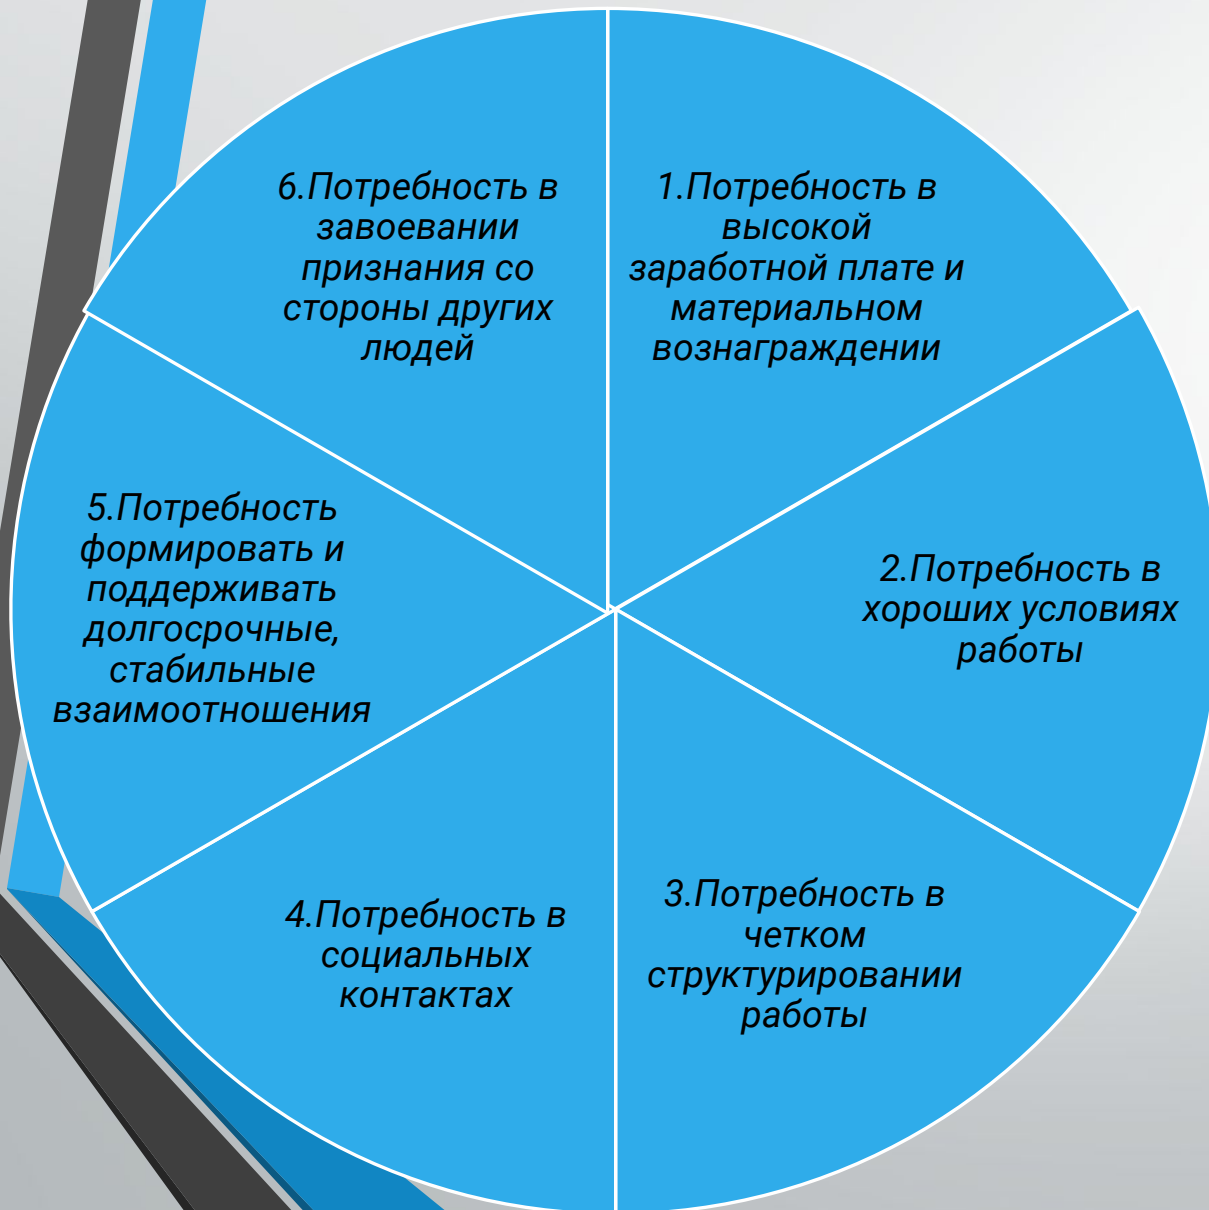 1.Потребность в
высокой
заработной плате и
материальном
вознаграждении
2.Потребность в
хороших условиях
работы
3.Потребность в
четком
структурировании
работы
4.Потребность в
социальных
контактах
5.Потребность
формировать и
поддерживать
долгосрочные,
стабильные
взаимоотношения
6.Потребность в
завоевании
признания со
стороны других
людей